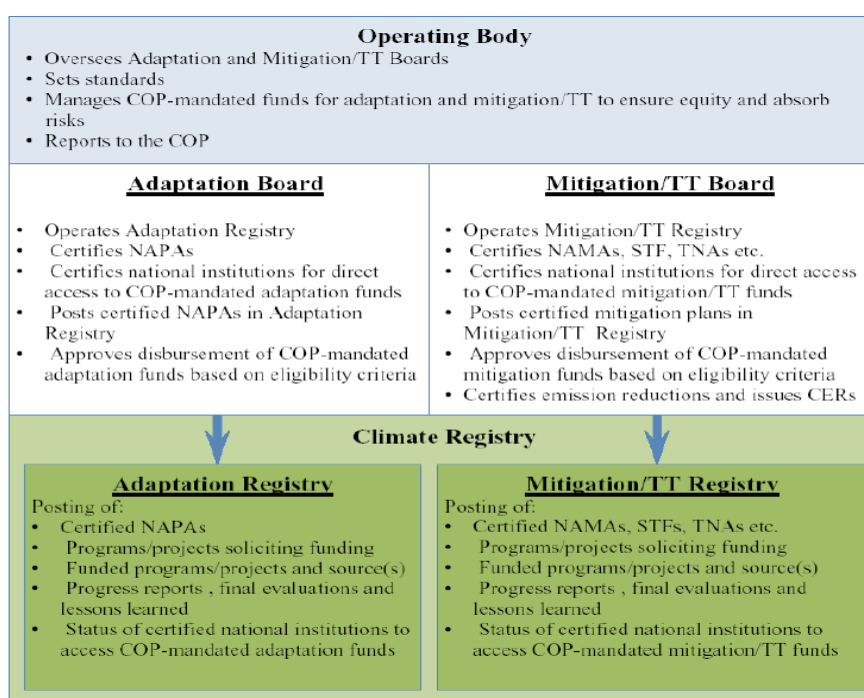 Operating Body
• Oversees Adaptation and Mitigation/TT Boards
• Sets standards
• Manages COP-mandated funds for adaptation and mitigation/TT to ensure equity and absorb
risks
• Reports to the COP
Adaptation Board
• Operates Adaptation Registry
• Certifies NAPAs
• Certifies national institutions for direct
access to COP-mandated adaptation funds
• Posts certified NAPAs in Adaptation
Registry
• Approves disbursement of COP-mandated
adaptation funds based on eligibility criteria
Mitigation/TT Board
• Operates Mitigation/TT Registry
• Certifies NAMAs, STF, TNAs etc.
• Certifies national institutions for direct access
to COP-mandated mitigation/TT funds
• Posts certified mitigation plans in
Mitigation/TT Registry
• Approves disbursement of COP-mandated
mitigation funds based on eligibility criteria
• Certifies emission reductions and issues CERs
Climate Registry
Adaptation Registry
Posting of:
• Certified NAPAs
• Programs/projects soliciting funding
• Funded programs/projects and source(s)
• Progress reports , final evaluations and
lessons learned
• Status of certified national institutions to
access COP-mandated adaptation funds
Mitigation/TT Registry
Posting of:
• Certified NAMAs, STFs, TNAs etc.
• Programs/projects soliciting funding
• Funded programs/projects and source(s)
• Progress reports , final evaluations and
lessons learned
• Status of certified national institutions to
access COP-mandated mitigation/TT funds